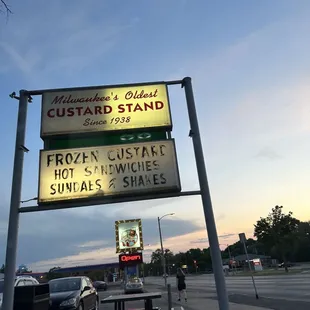 Milwaukee's Oldest
CUSTARD STAND
Since 1938
FROZEN CUSTARD
HOT SANDWICHES
SUNDAES & SHAKES
Open